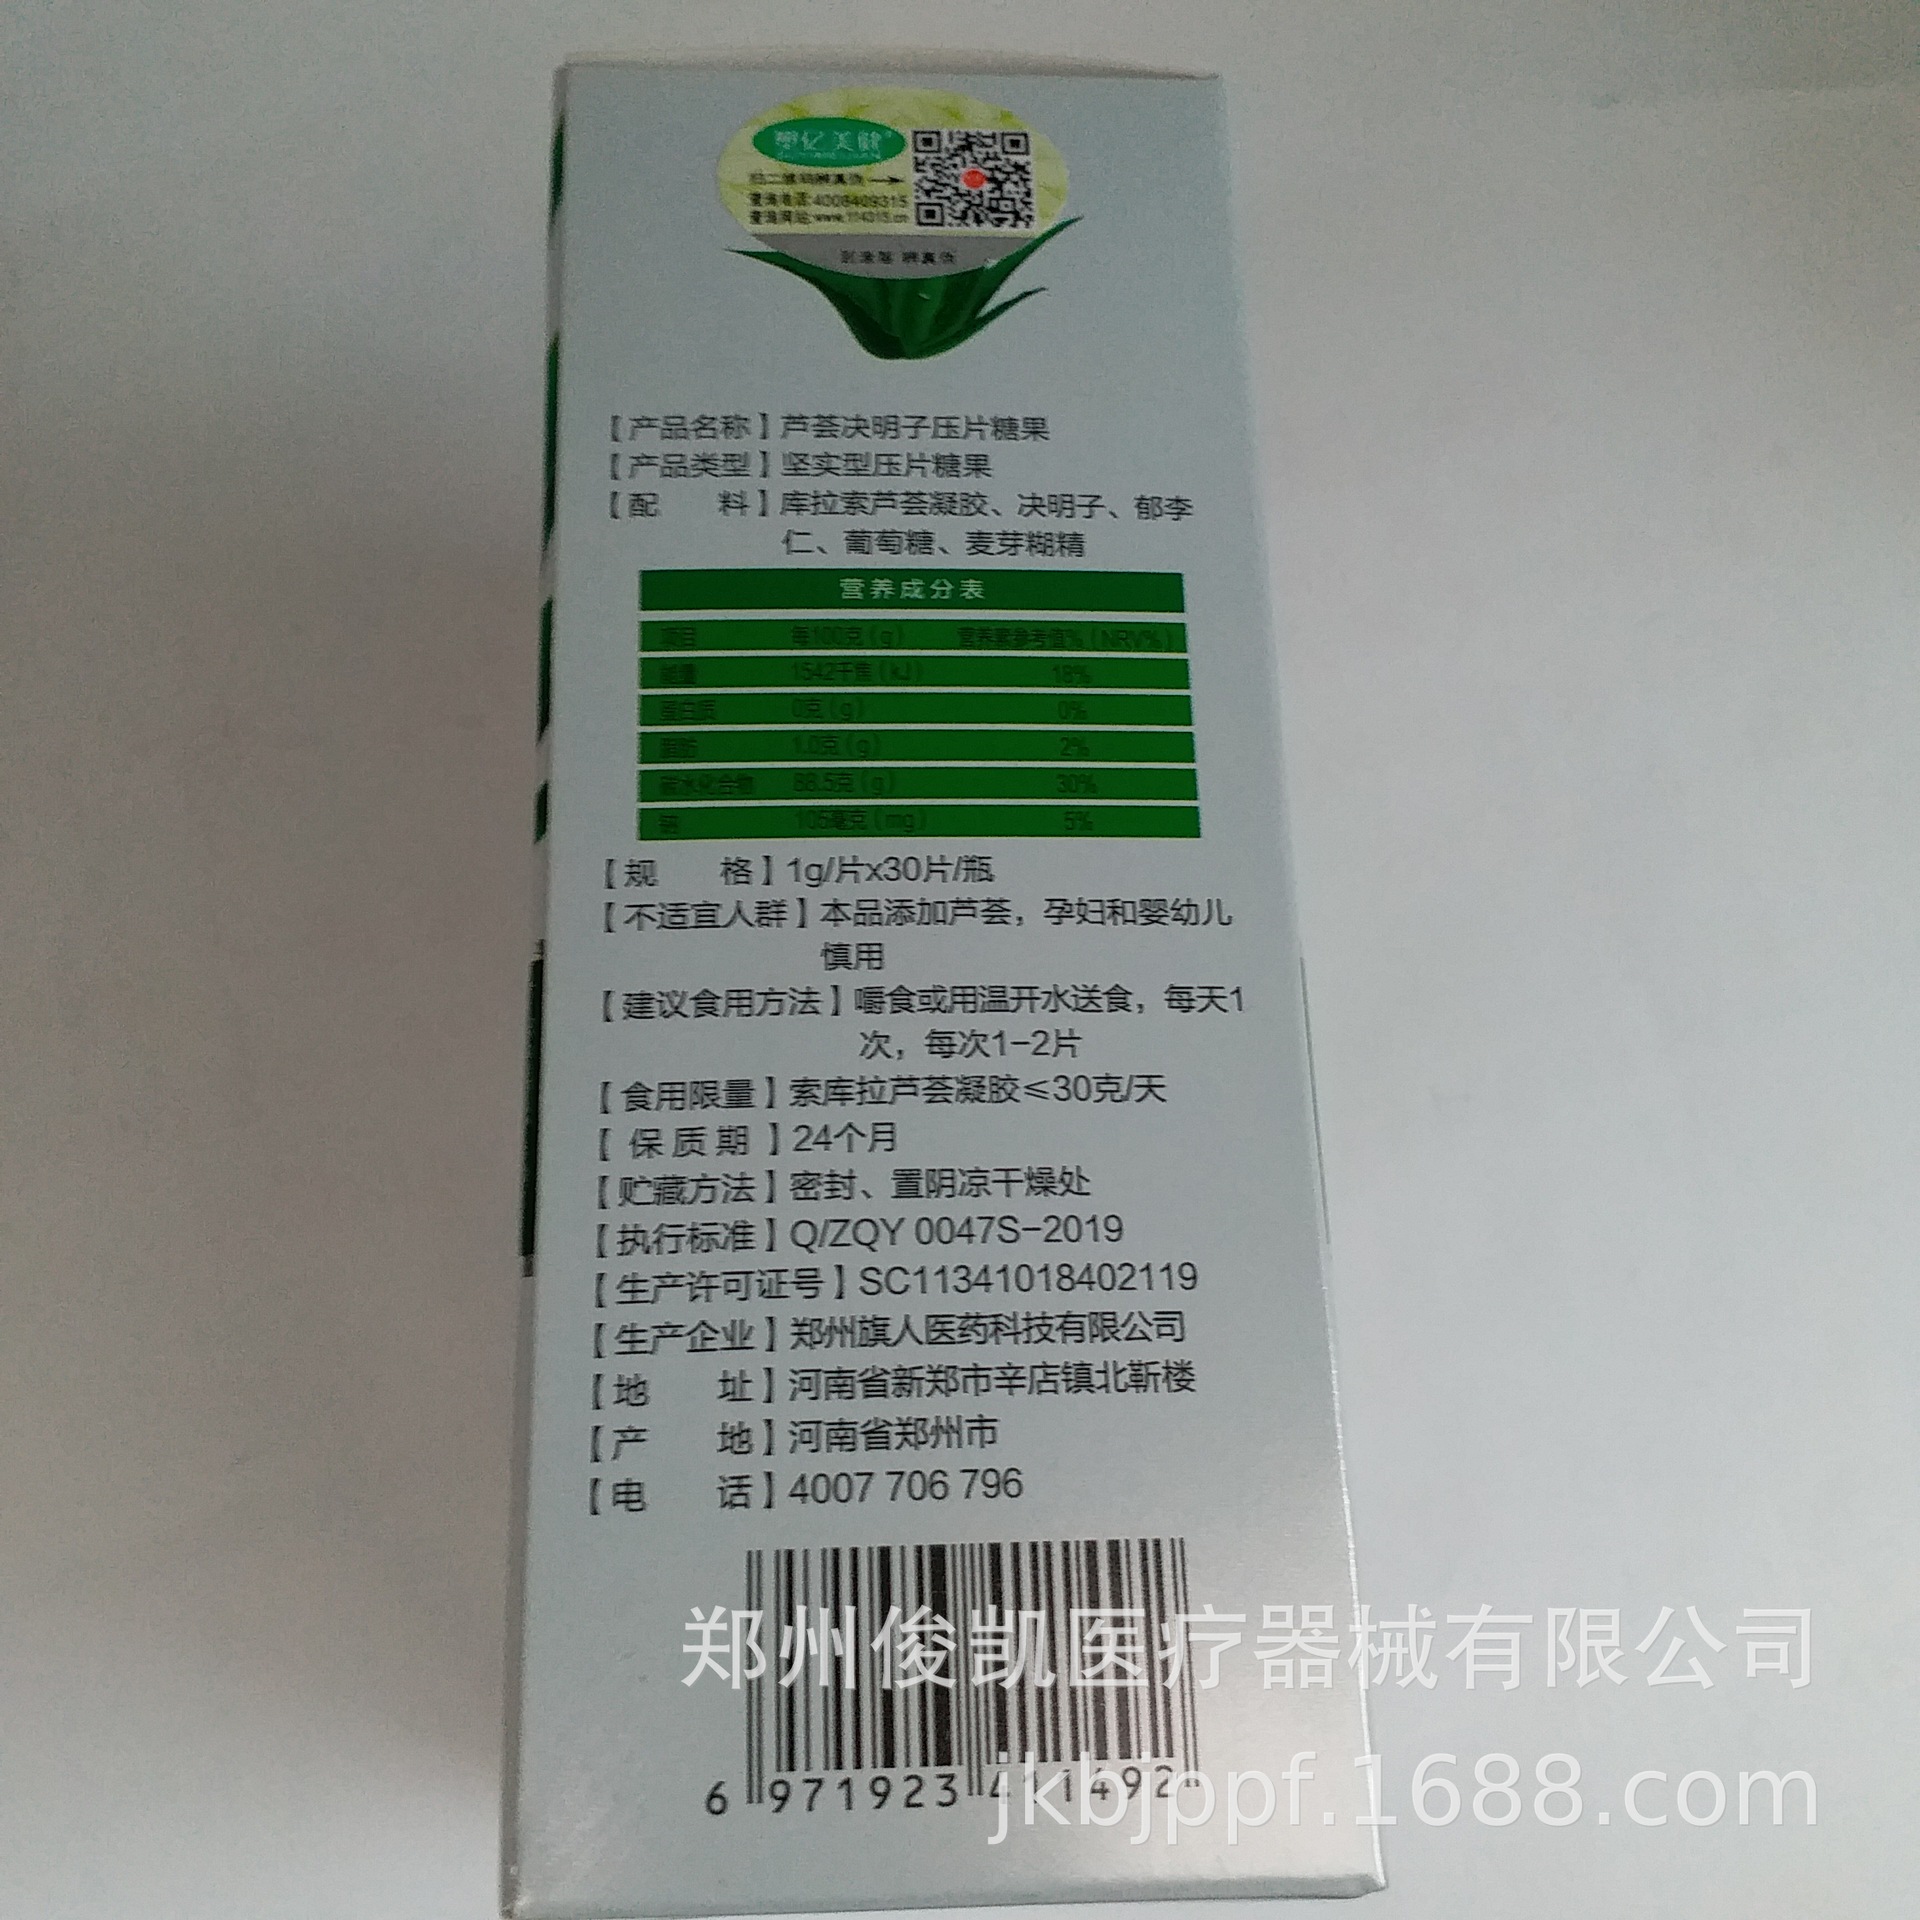 塑亿美健
扫二维码辨真伪
查询电话:4008409315
查询网站:www.114315.cn
刮涂层 辨真伪
【产品名称】芦荟决明子压片糖果
【产品类型】坚实型压片糖果
【配 料】库拉索芦荟凝胶、决明子、郁李
仁、葡萄糖、麦芽糊精
营养成分表
项目 每100克(g) 营养素参考值%(NRV%)
能量 1542千焦(kJ) 18%
蛋白质 0克(g) 0%
脂肪 1.0克(g) 2%
碳水化合物 88.5克(g) 30%
钠 105毫克(mg) 5%
【规 格】1g/片x30片/瓶
【不适宜人群】本品添加芦荟，孕妇和婴幼儿
慎用
【建议食用方法】嚼食或用温开水送食，每天1
次，每次1-2片
【食用限量】索库拉芦荟凝胶≤30克/天
【保质期】24个月
【贮藏方法】密封、置阴凉干燥处
【执行标准】Q/ZQY 0047S-2019
【生产许可证号】SC11341018402119
【生产企业】郑州旗人医药科技有限公司
【地 址】河南省新郑市辛店镇北靳楼
【产 地】河南省郑州市
【电 话】4007 706 796
郑州俊凯医疗器械有限公司
6 971923 411492
jkbjppf.1688.com